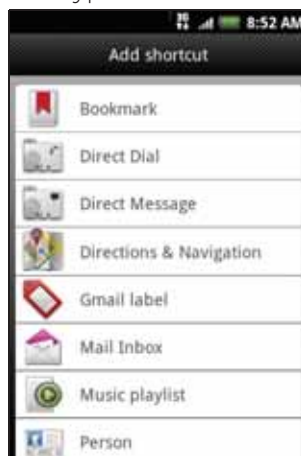 8:52 AM
Add shortcut
Bookmark
Direct Dial
Direct Message
Directions & Navigation
Gmail label
Mail Inbox
Music playlist
Person